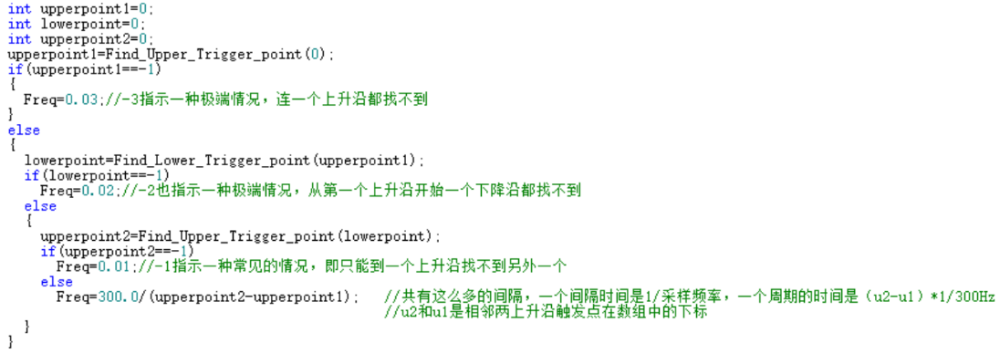 int upperpoint1=0;
int lowerpoint=0;
int upperpoint2=0;
upperpoint1=Find_Upper_Trigger_point(0);
if(upperpoint1==-1)
{
Freq=0.03;//-3指示一种极端情况，连一个上升沿都找不到
}
else
{
lowerpoint=Find_Lower_Trigger_point(upperpoint1);
if(lowerpoint==-1)
Freq=0.02;//-2也指示一种极端情况，从第一个上升沿开始一个下降沿都找不到
else
{
upperpoint2=Find_Upper_Trigger_point(lowerpoint);
if(upperpoint2==-1)
Freq=0.01;//-1指示一种常见的情况，即只能到一个上升沿找不到另外一个
else
Freq=300.0/(upperpoint2-upperpoint1); //共有这么多的间隔，一个间隔时间是1/采样频率，一个周期的时间是（u2-u1）*1/300Hz
//u2和u1是相邻两上升沿触发点在数组中的下标
}
}